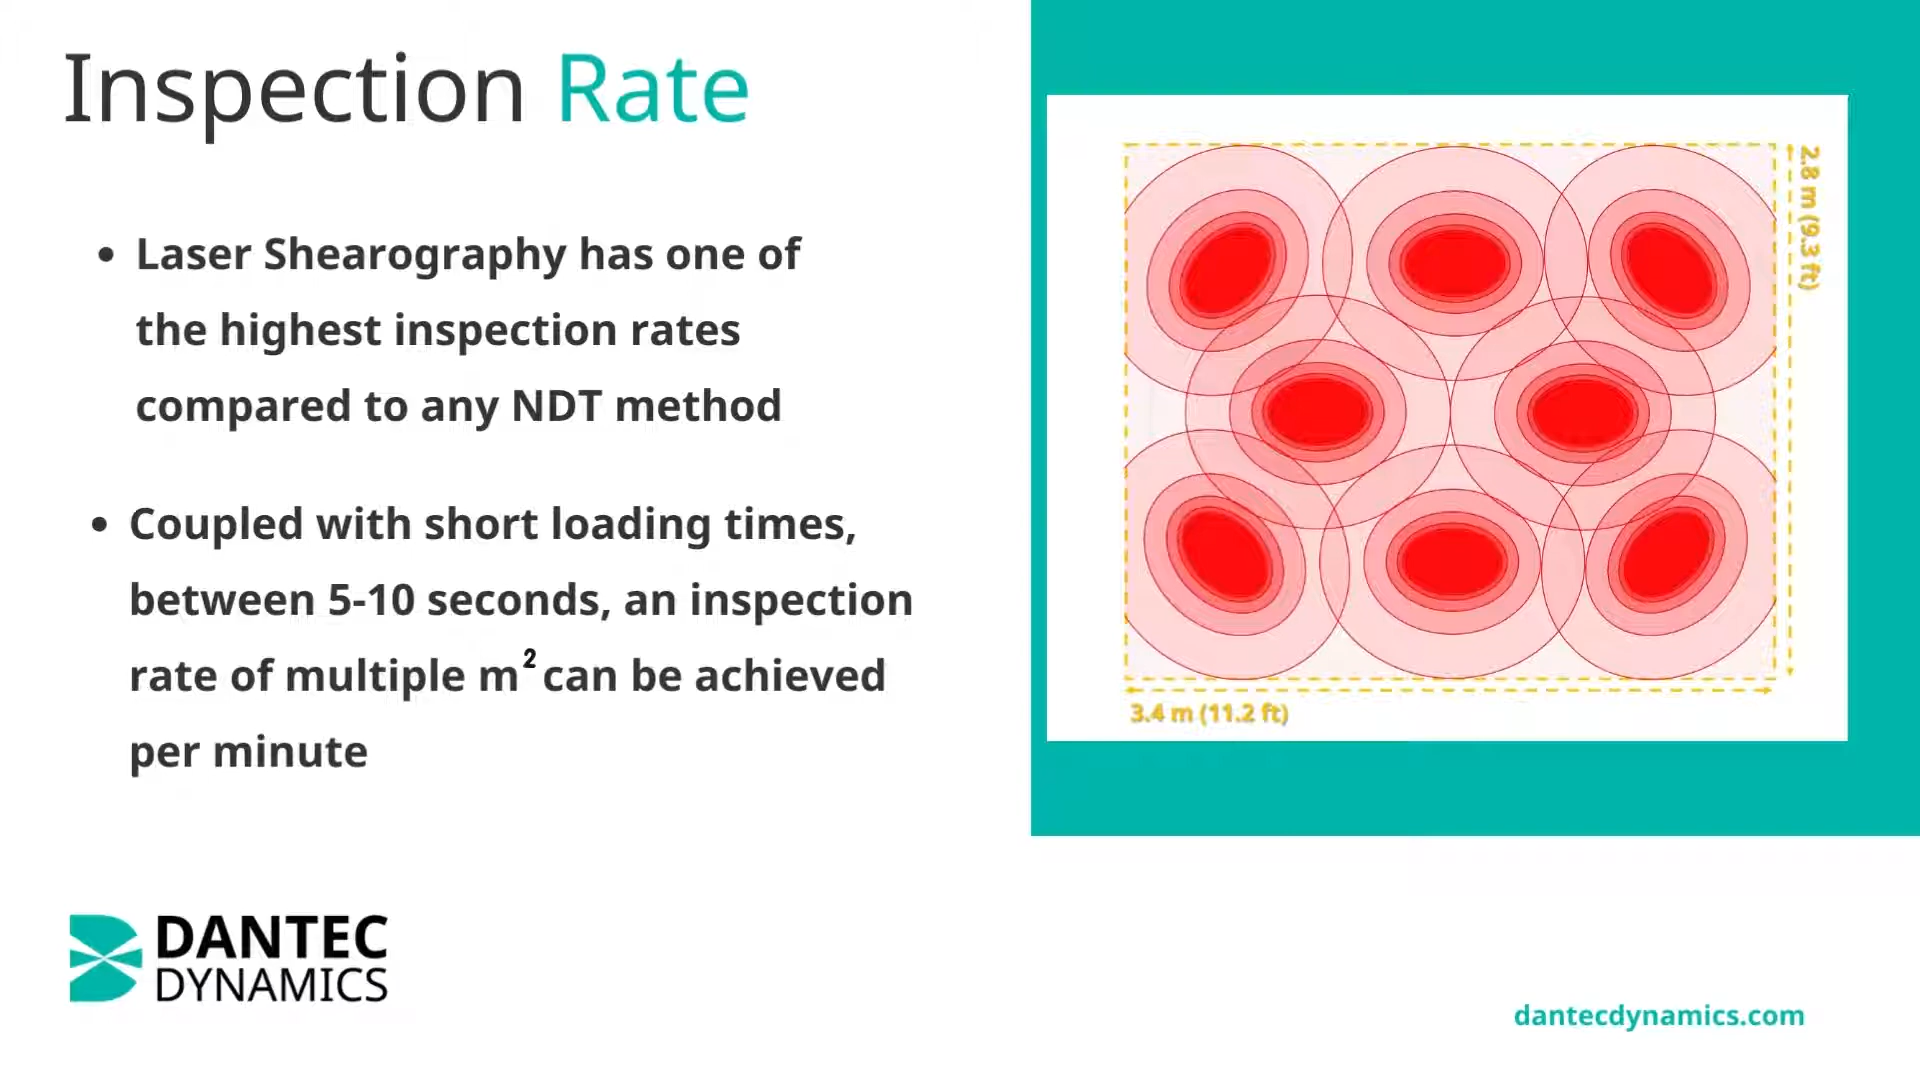 Inspection Rate
• Laser Shearography has one of
the highest inspection rates
compared to any NDT method
• Coupled with short loading times,
between 5-10 seconds, an inspection
rate of multiple m² can be achieved
per minute
2.8 m (9.3 ft)
3.4 m (11.2 ft)
DANTEC
DYNAMICS
dantecdynamics.com